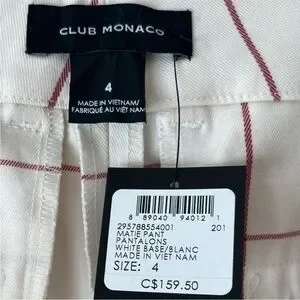 CLUB MONACO
4
MADE IN VIETNAM/
FABRIQUÉ AU VIÊT NAM
8 89040 94012 1
295788554001 201
MATIE PANT
PANTALONS
WHITE BASE/BLANC
MADE IN VIET NAM
SIZE: 4
C$159.50